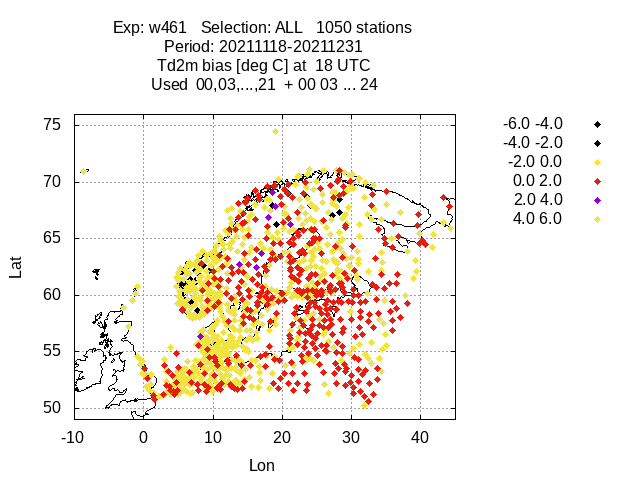 Exp: w461   Selection: ALL   1050 stations
Period: 20211118-20211231
Td2m bias [deg C] at  18 UTC
Used  00,03,...,21  + 00 03 ... 24
-6.0 -4.0
-4.0 -2.0
-2.0 0.0
0.0 2.0
2.0 4.0
4.0 6.0
75
70
65
60
55
50
Lat
-10 0 10 20 30 40
Lon